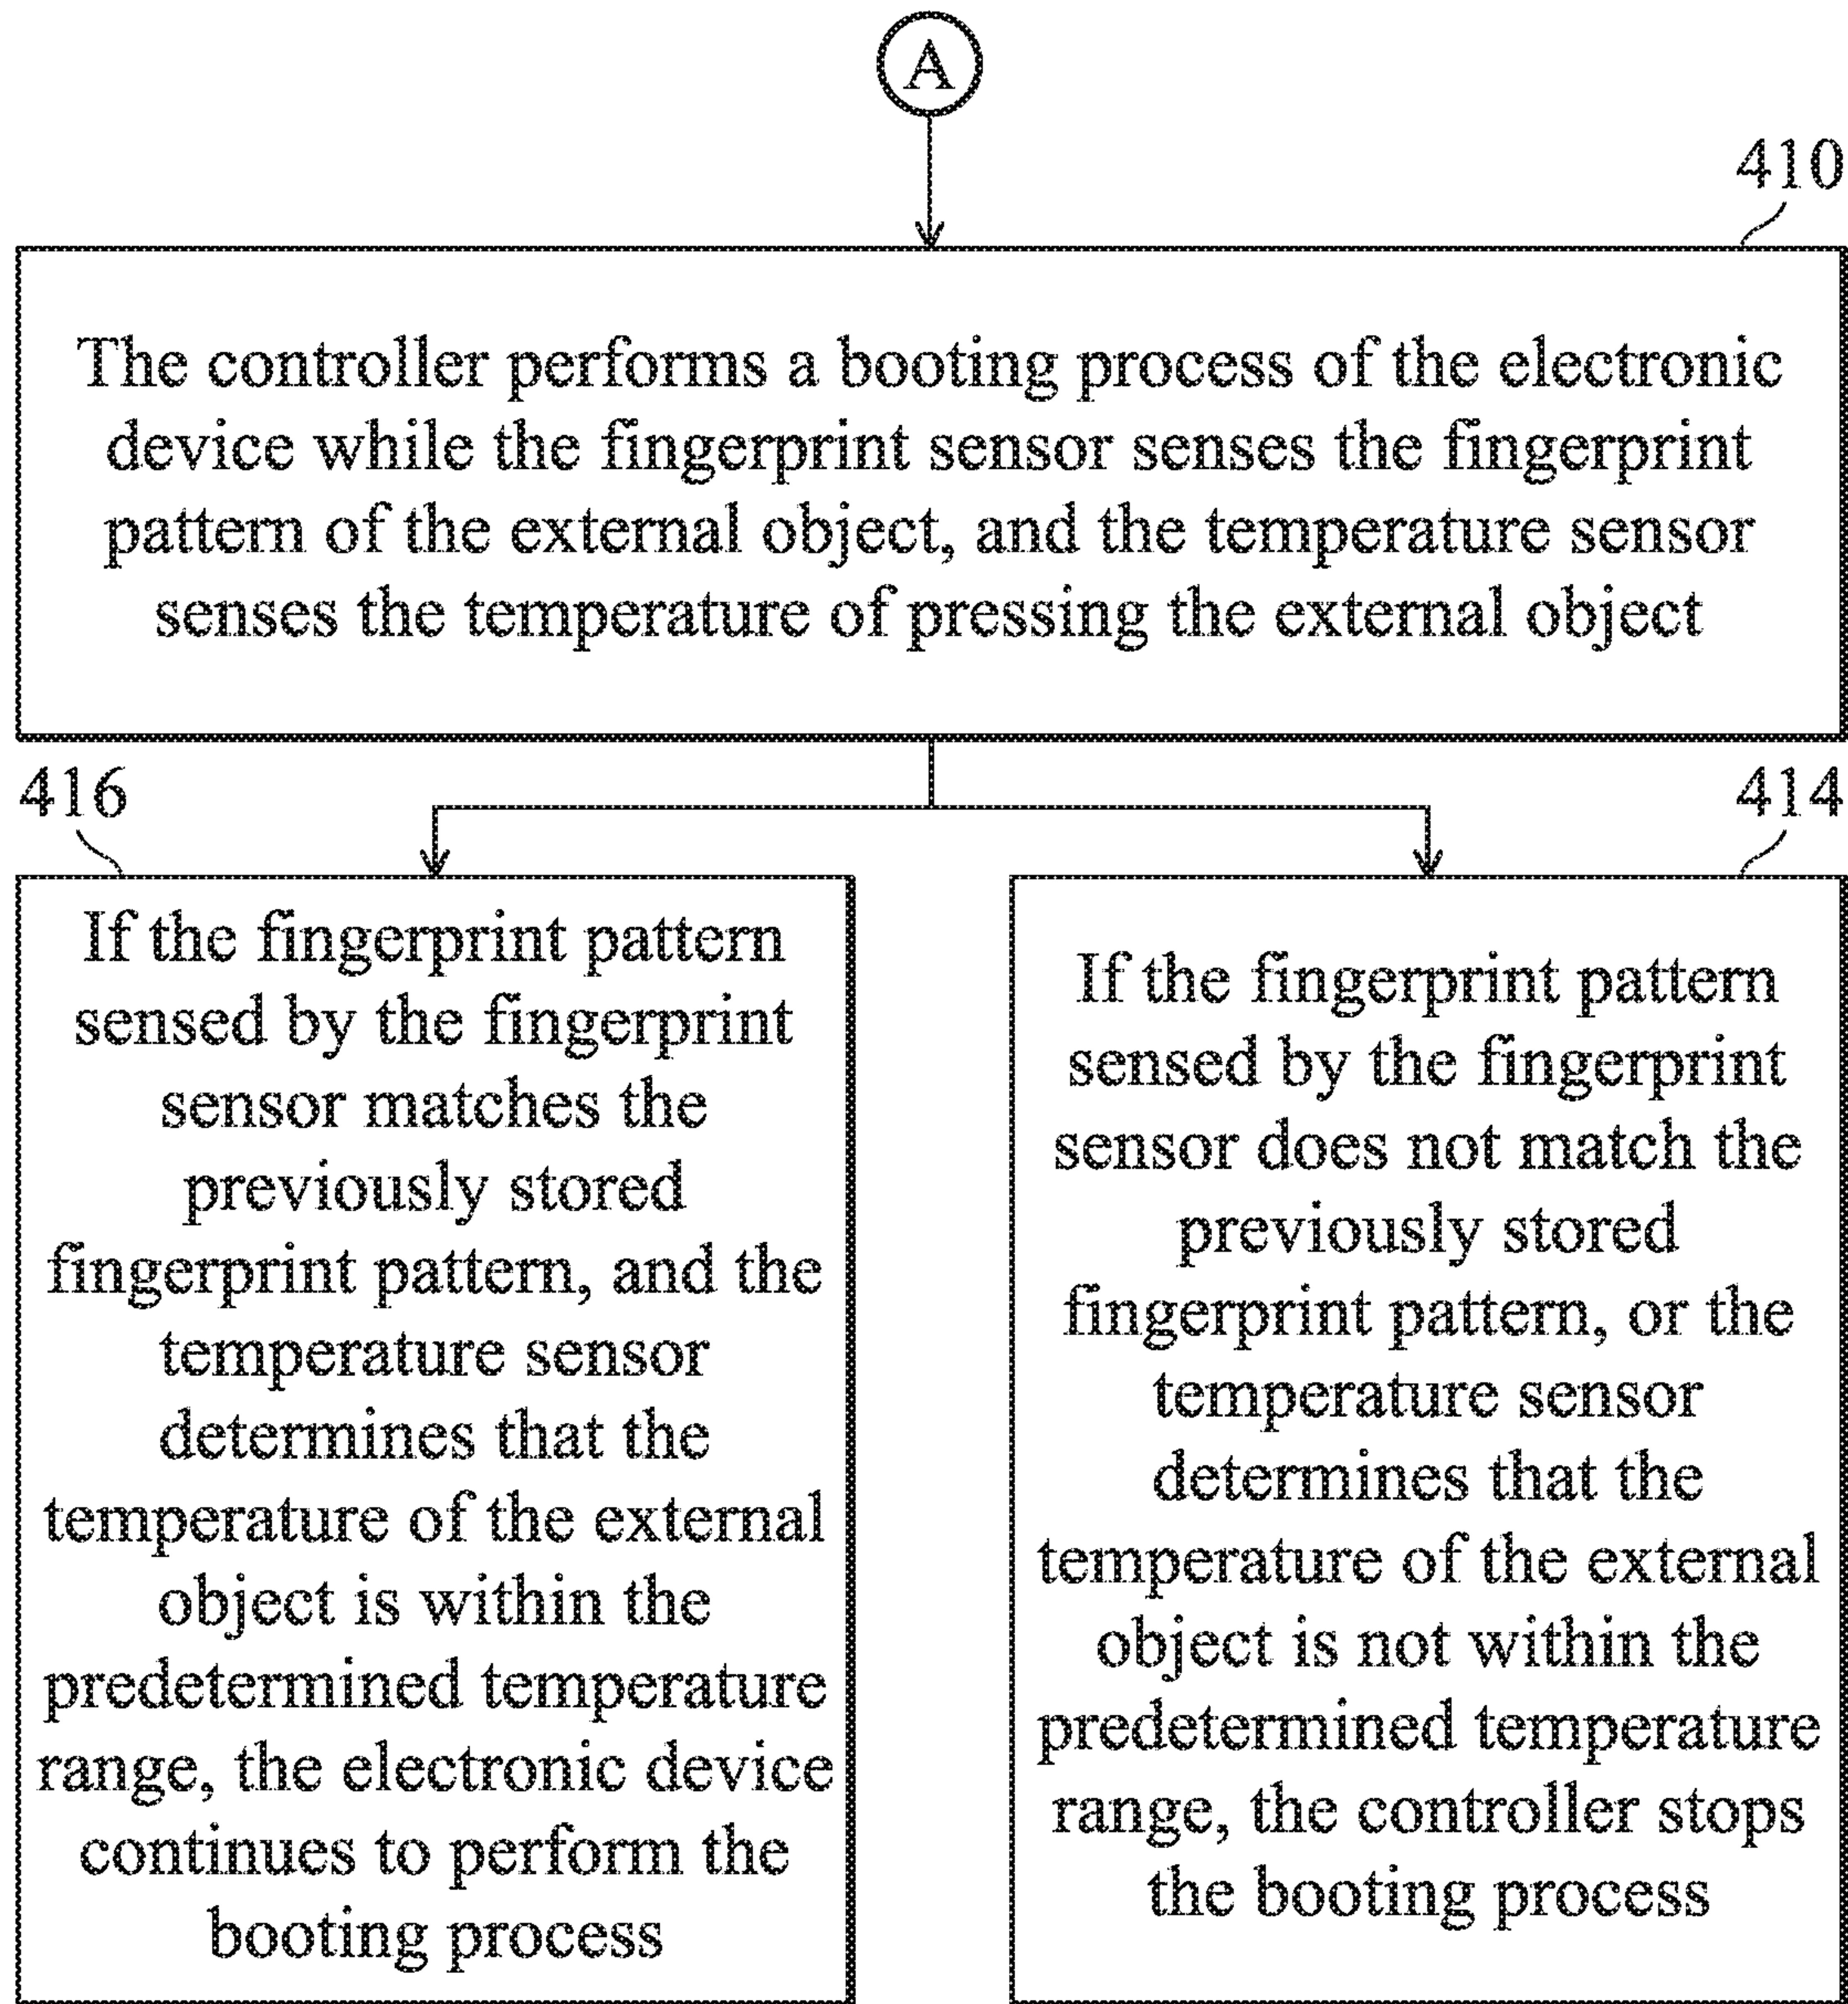 A
410
The controller performs a booting process of the electronic
device while the fingerprint sensor senses the fingerprint
pattern of the external object, and the temperature sensor
senses the temperature of pressing the external object
416
If the fingerprint pattern
sensed by the fingerprint
sensor matches the
previously stored
fingerprint pattern, and the
temperature sensor
determines that the
temperature of the external
object is within the
predetermined temperature
range, the electronic device
continues to perform the
booting process
414
If the fingerprint pattern
sensed by the fingerprint
sensor does not match the
previously stored
fingerprint pattern, or the
temperature sensor
determines that the
temperature of the external
object is not within the
predetermined temperature
range, the controller stops
the booting process